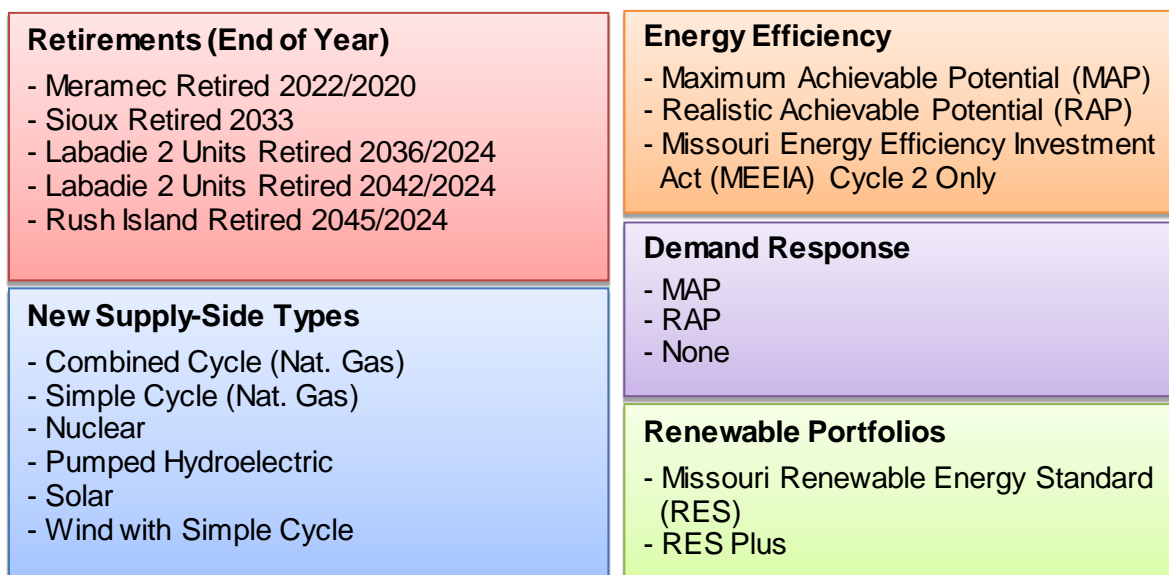 Retirements (End of Year)
- Meramec Retired 2022/2020
- Sioux Retired 2033
- Labadie 2 Units Retired 2036/2024
- Labadie 2 Units Retired 2042/2024
- Rush Island Retired 2045/2024
New Supply-Side Types
- Combined Cycle (Nat. Gas)
- Simple Cycle (Nat. Gas)
- Nuclear
- Pumped Hydroelectric
- Solar
- Wind with Simple Cycle
Energy Efficiency
- Maximum Achievable Potential (MAP)
- Realistic Achievable Potential (RAP)
- Missouri Energy Efficiency Investment
Act (MEEIA) Cycle 2 Only
Demand Response
- MAP
- RAP
- None
Renewable Portfolios
- Missouri Renewable Energy Standard
(RES)
- RES Plus